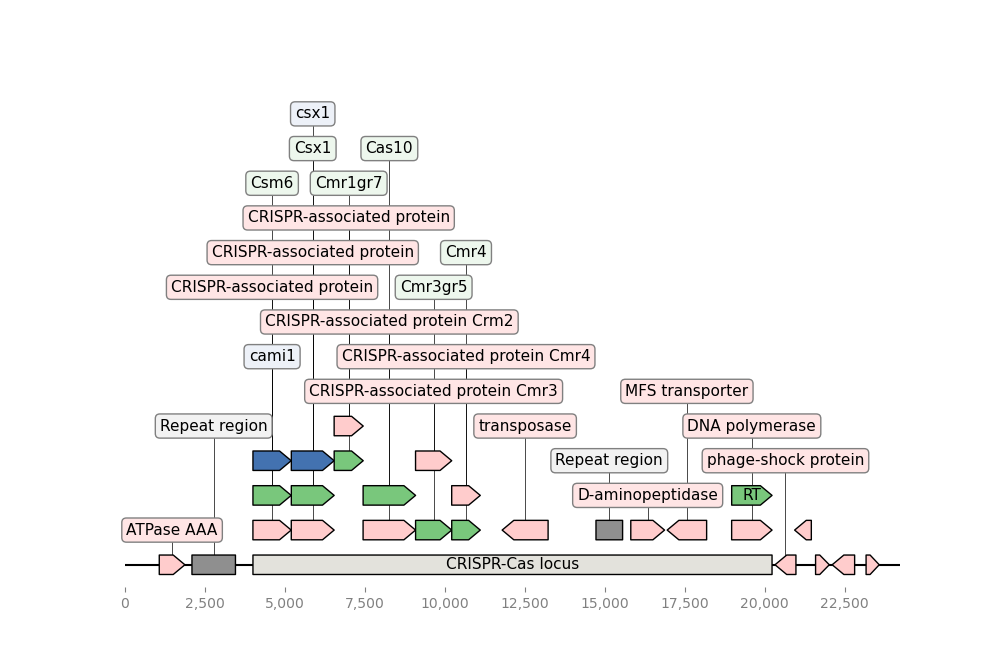 csx1
Csx1
Cas10
Csm6
Cmr1gr7
CRISPR-associated protein
CRISPR-associated protein
Cmr4
CRISPR-associated protein
Cmr3gr5
CRISPR-associated protein Crm2
cami1
CRISPR-associated protein Cmr4
CRISPR-associated protein Cmr3
MFS transporter
Repeat region
transposase
DNA polymerase
Repeat region
phage-shock protein
D-aminopeptidase
RT
ATPase AAA
CRISPR-Cas locus
0
2,500
5,000
7,500
10,000
12,500
15,000
17,500
20,000
22,500